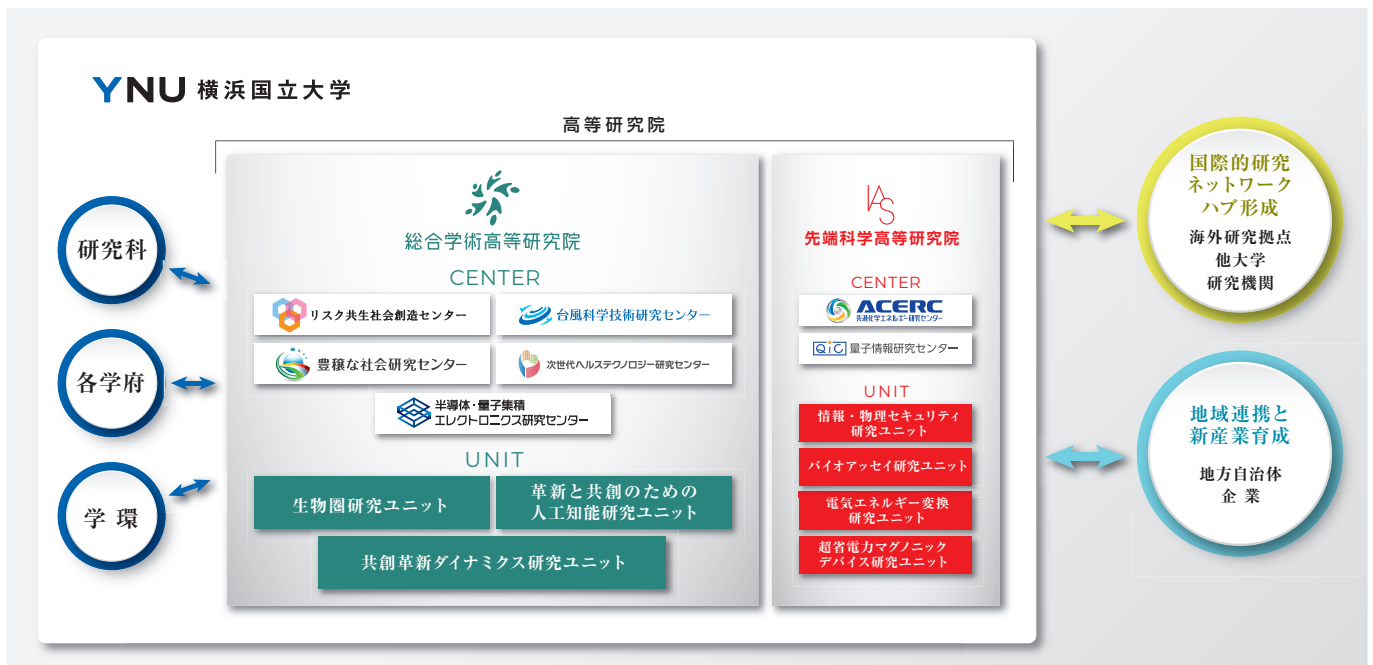 YNU 横浜国立大学
高等研究院
研究科
各学府
学環
総合学術高等研究院
CENTER
リスク共生社会創造センター
台風科学技術研究センター
豊穣な社会研究センター
次世代ヘルステクノロジー研究センター
半導体・量子集積
エレクトロニクス研究センター
UNIT
生物圏研究ユニット
革新と共創のための
人工知能研究ユニット
共創革新ダイナミクス研究ユニット
IAS
先端科学高等研究院
CENTER
ACERC
先進化学エネルギー研究センター
QIC 量子情報研究センター
UNIT
情報・物理セキュリティ
研究ユニット
バイオアッセイ研究ユニット
電気エネルギー変換
研究ユニット
超省電力マグノニック
デバイス研究ユニット
国際的研究
ネットワーク
ハブ形成
海外研究拠点
他大学
研究機関
地域連携と
新産業育成
地方自治体
企業